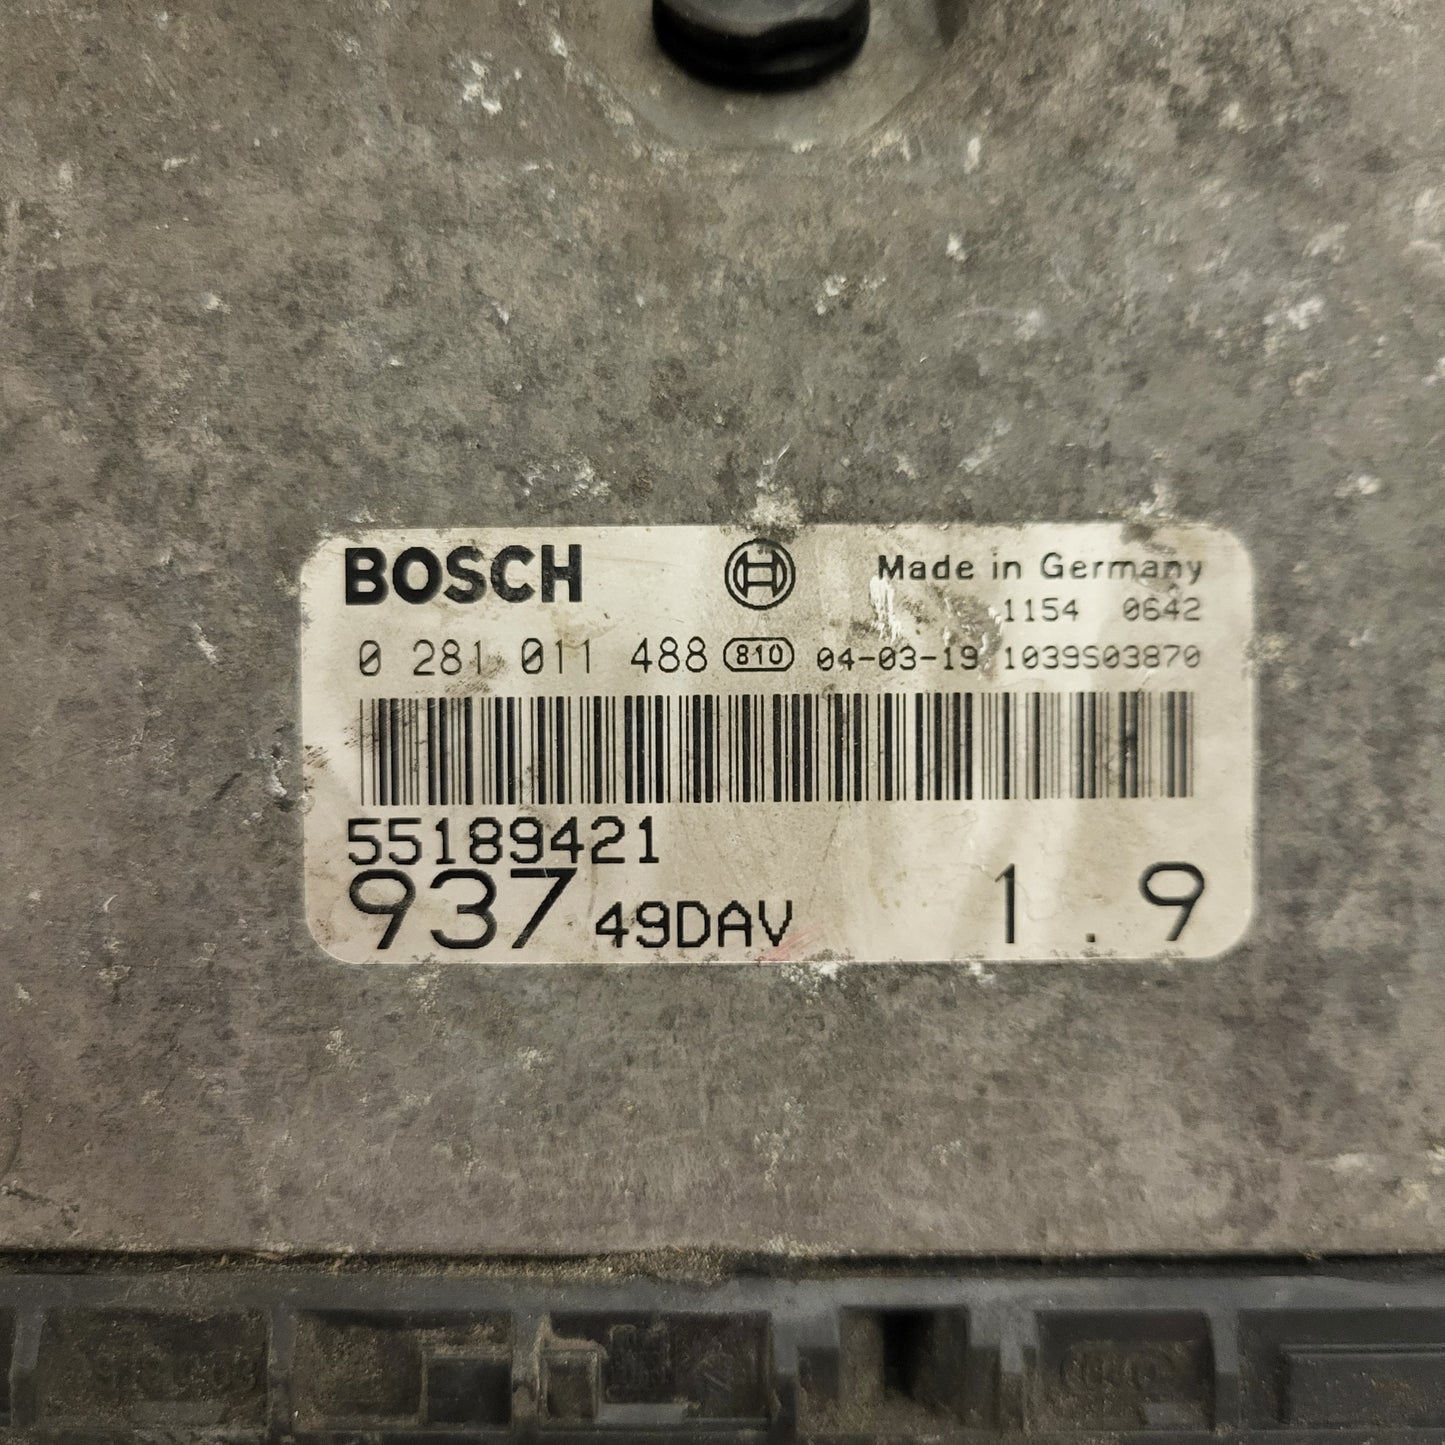 BOSCH Made in Germany
1154 0642
0 281 011 488 810 04-03-19 1039S03870
55189421
937 49DAV 1.9